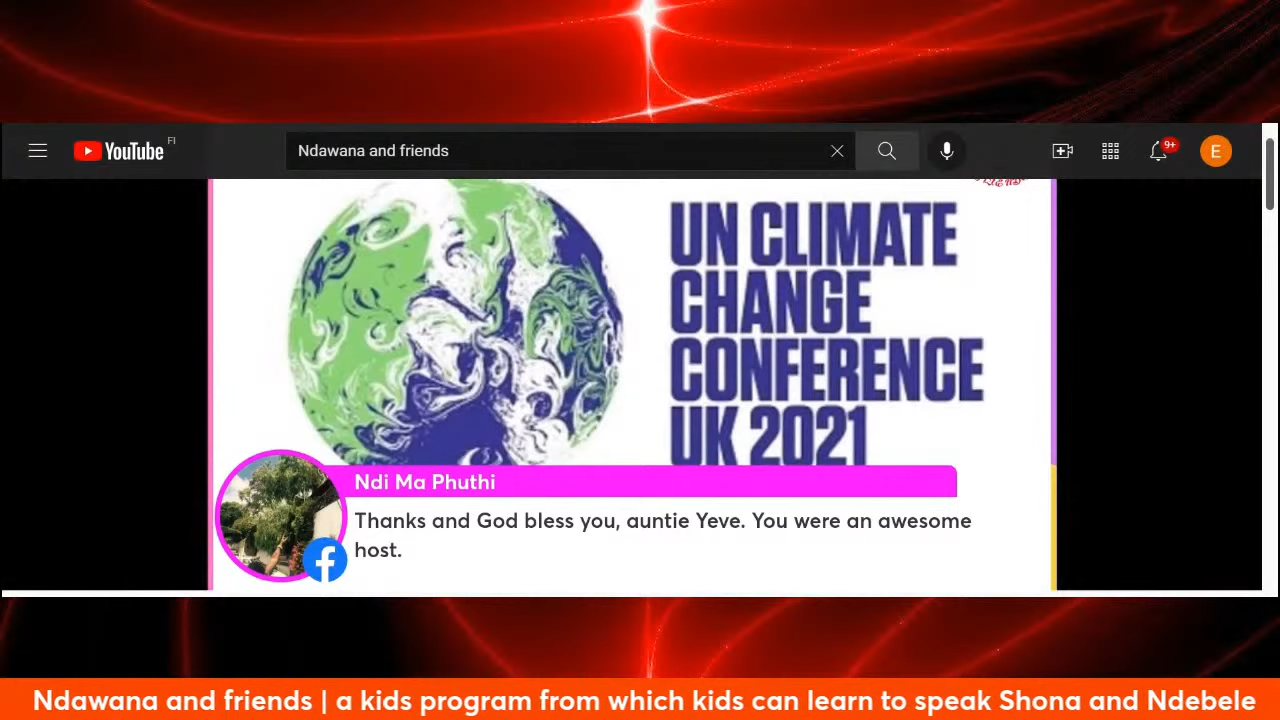 YouTube FI
Ndawana and friends
9+
E
UN CLIMATE
CHANGE
CONFERENCE
UK 2021
Ndi Ma Phuthi
Thanks and God bless you, auntie Yeve. You were an awesome
host.
Ndawana and friends | a kids program from which kids can learn to speak Shona and Ndebele